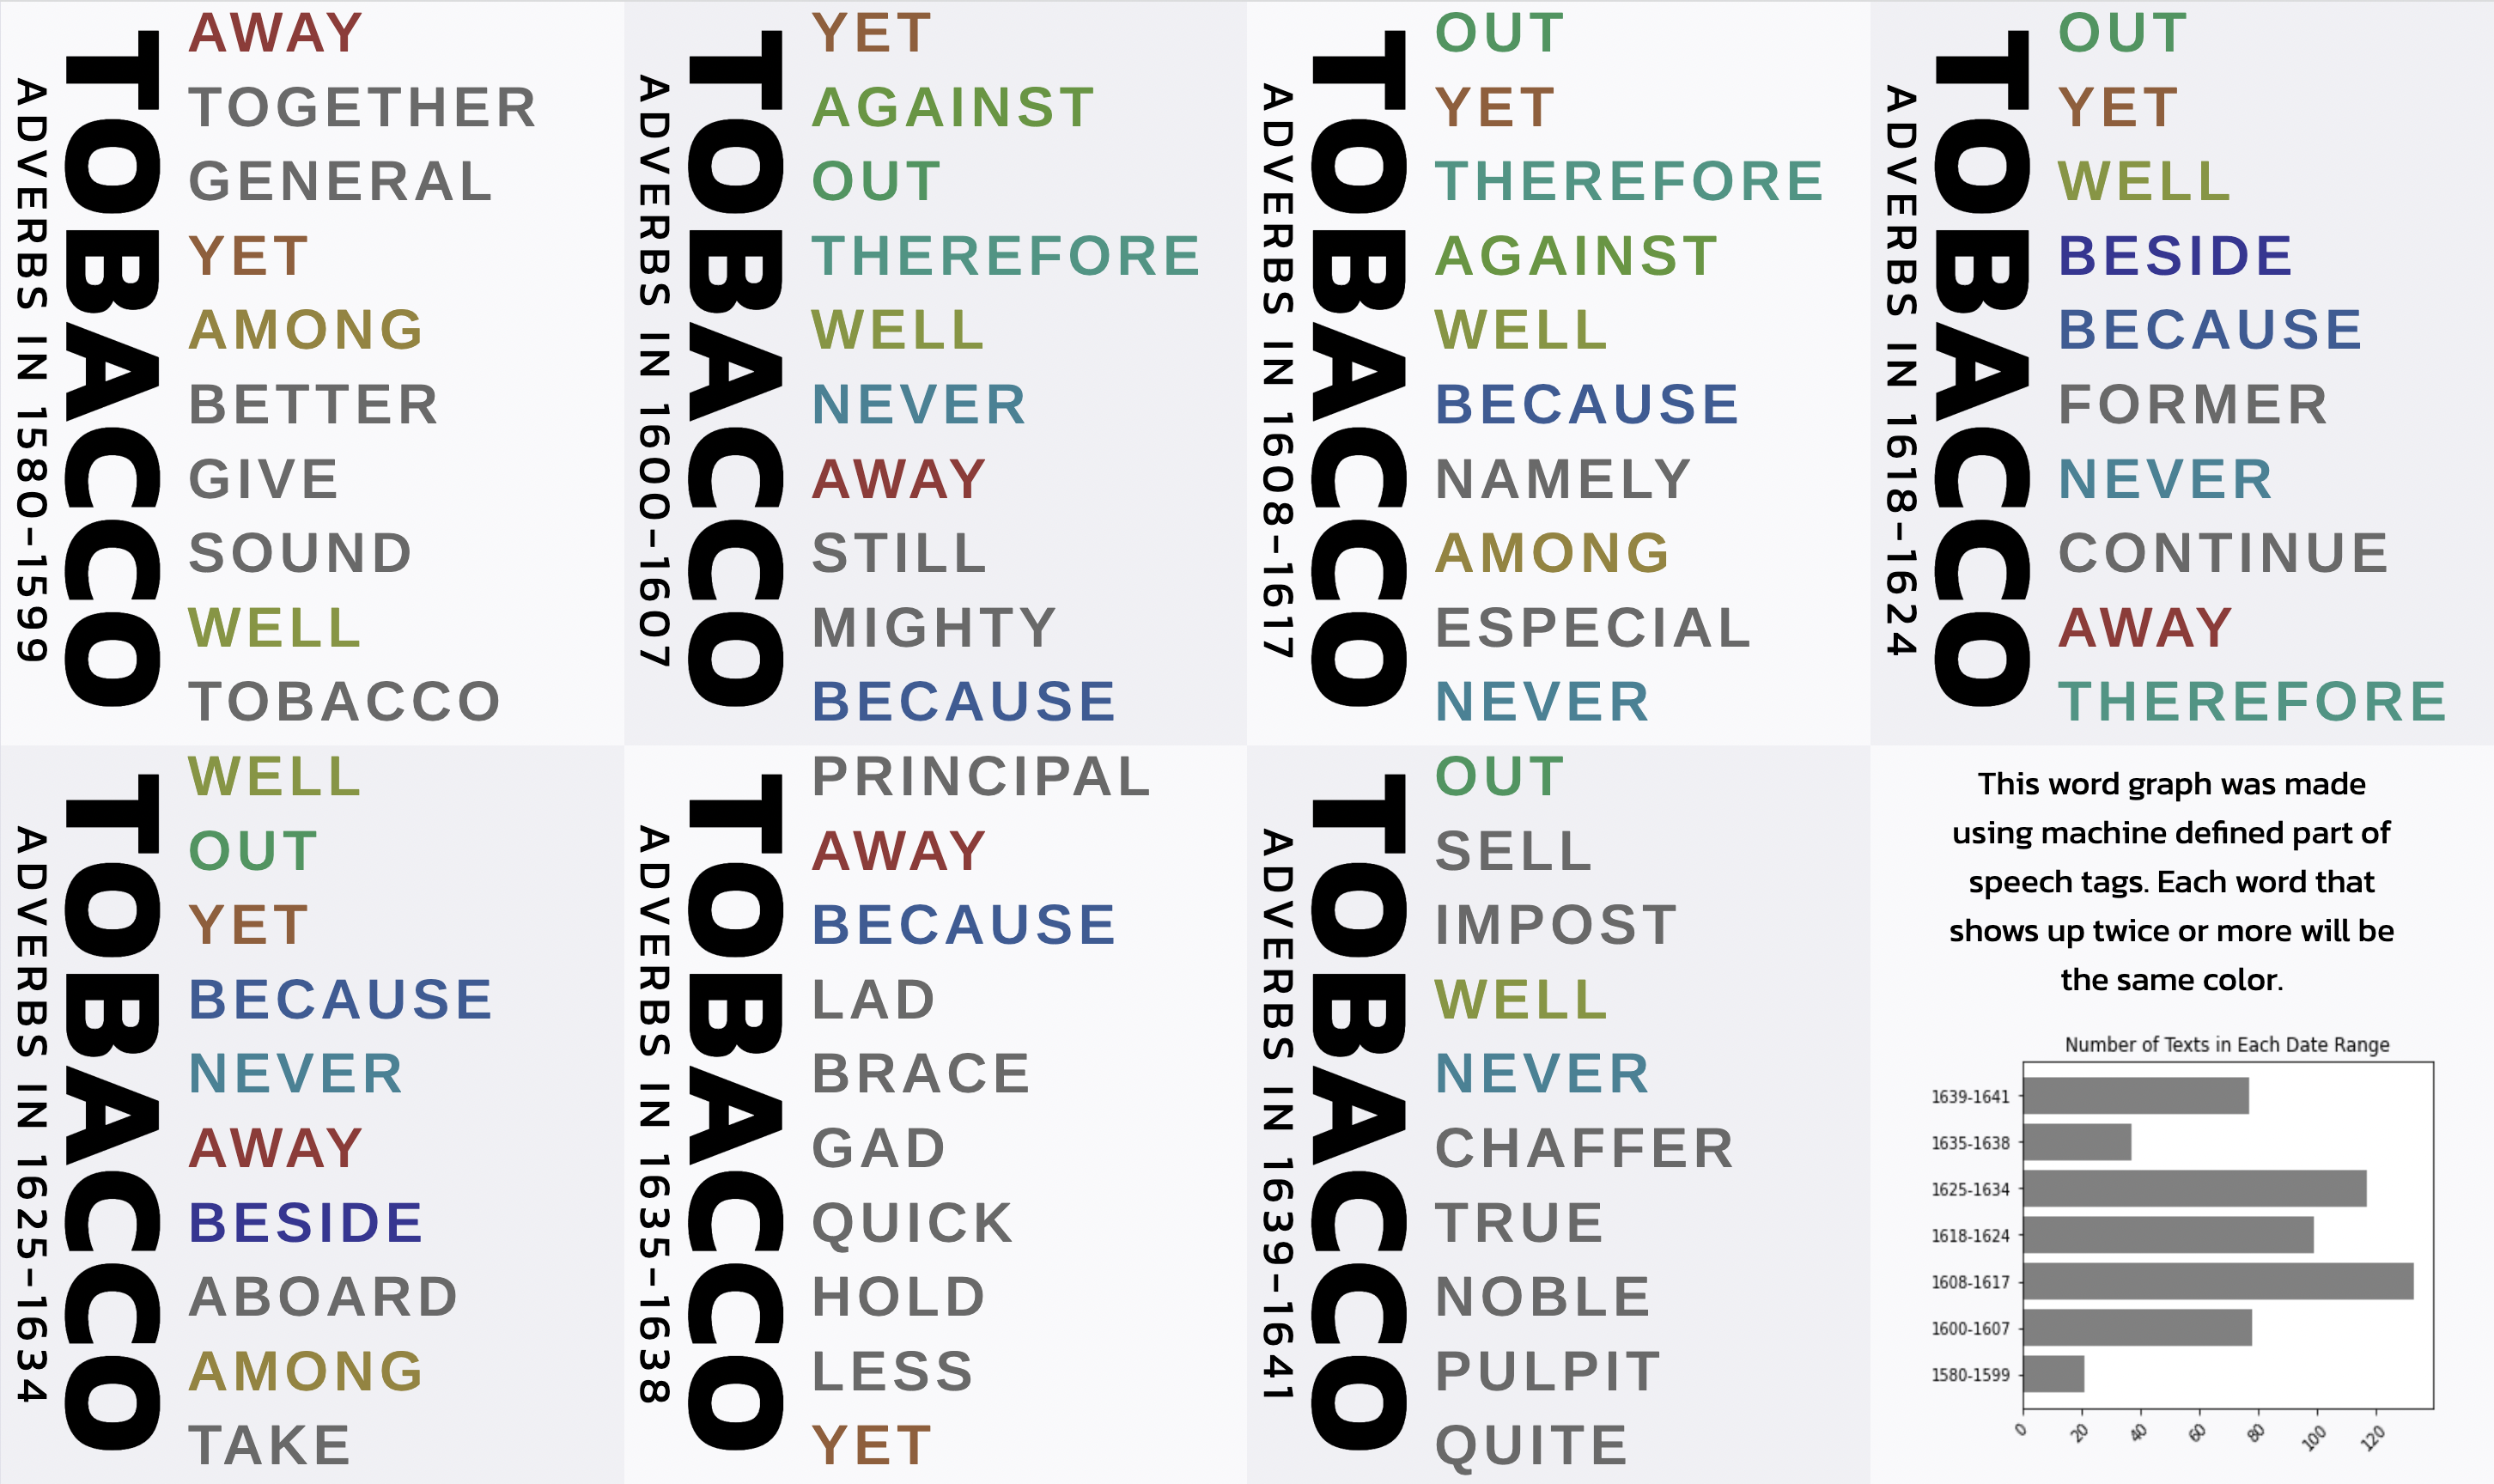 TOBACCO
ADVERBS IN 1580-1599
AWAY
TOGETHER
GENERAL
YET
AMONG
BETTER
GIVE
SOUND
WELL
TOBACCO
TOBACCO
ADVERBS IN 1600-1607
YET
AGAINST
OUT
THEREFORE
WELL
NEVER
AWAY
STILL
MIGHTY
BECAUSE
TOBACCO
ADVERBS IN 1608-1617
OUT
YET
THEREFORE
AGAINST
WELL
BECAUSE
NAMELY
AMONG
ESPECIAL
NEVER
TOBACCO
ADVERBS IN 1618-1624
OUT
YET
WELL
BESIDE
BECAUSE
FORMER
NEVER
CONTINUE
AWAY
THEREFORE
TOBACCO
ADVERBS IN 1625-1634
WELL
OUT
YET
BECAUSE
NEVER
AWAY
BESIDE
ABOARD
AMONG
TAKE
TOBACCO
ADVERBS IN 1635-1638
PRINCIPAL
AWAY
BECAUSE
LAD
BRACE
GAD
QUICK
HOLD
LESS
YET
TOBACCO
ADVERBS IN 1639-1641
OUT
SELL
IMPOST
WELL
NEVER
CHAFFER
TRUE
NOBLE
PULPIT
QUITE
This word graph was made
using machine defined part of
speech tags. Each word that
shows up twice or more will be
the same color.
Number of Texts in Each Date Range
1639-1641
1635-1638
1625-1634
1618-1624
1608-1617
1600-1607
1580-1599
0 20 40 60 80 100 120